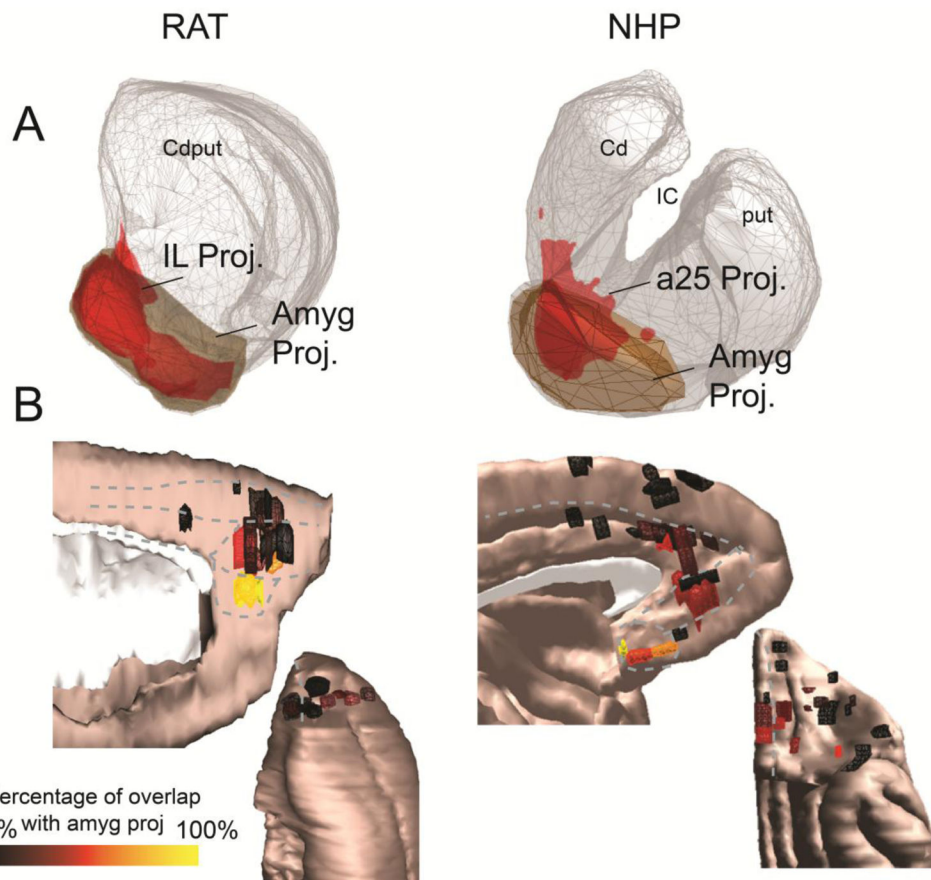 RAT
NHP
A
Cdput
IL Proj.
Amyg
Proj.
Cd
IC
put
a25 Proj.
Amyg
Proj.
B
ercentage of overlap
% with amyg proj 100%